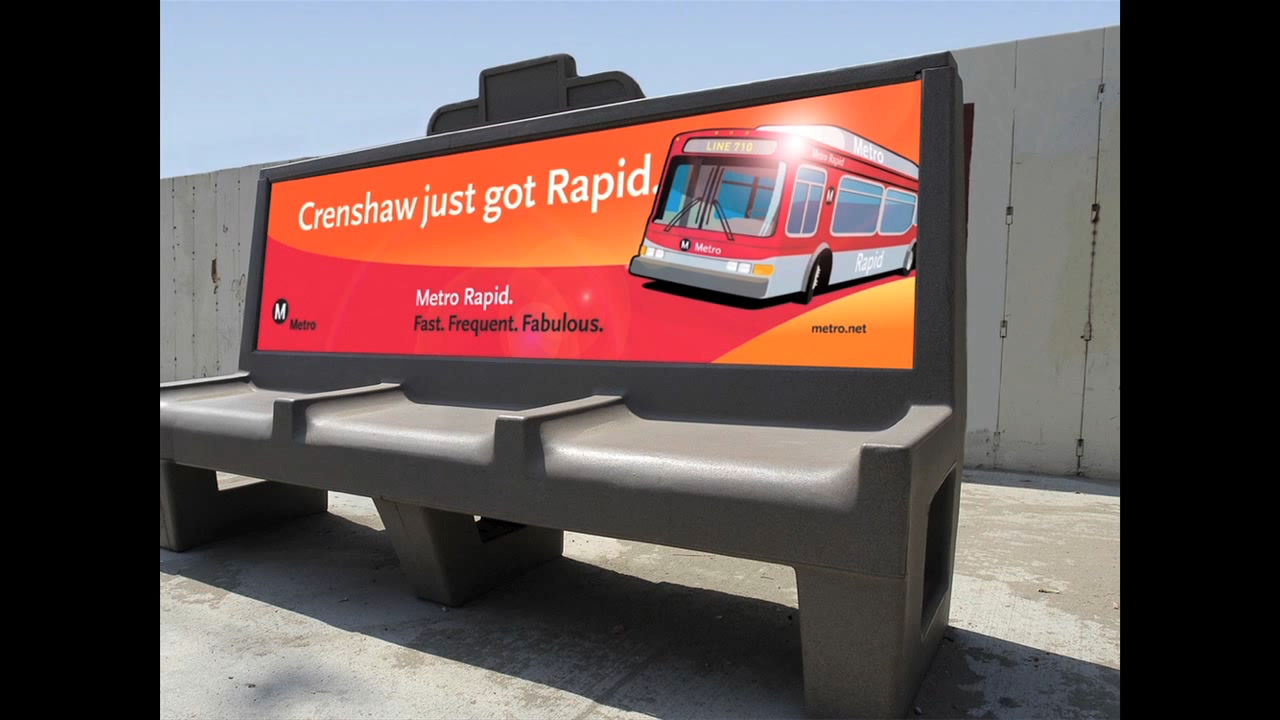 Crenshaw just got Rapid.
LINE 710
Metro
Metro Rapid
M
M Metro
Rapid
Metro Rapid.
Fast. Frequent. Fabulous.
M Metro
metro.net